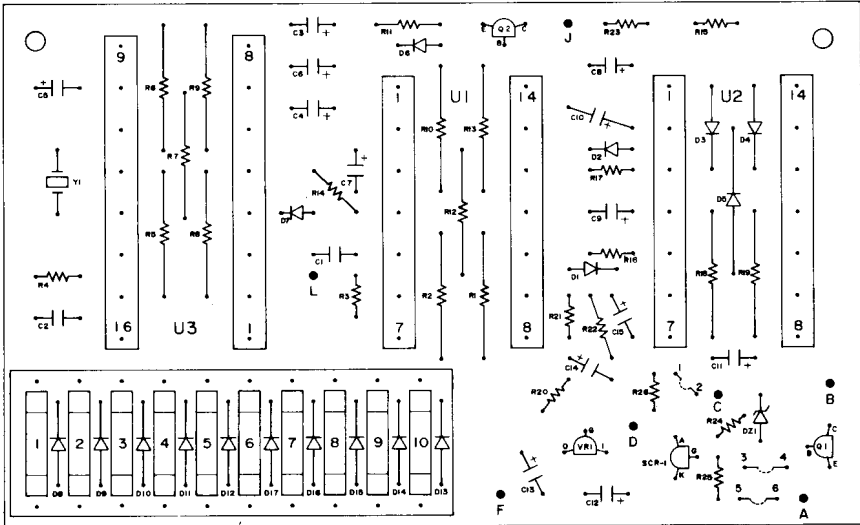 C3
R11
E Q2 C
B
J
R23
R15
9
8
D6
C5
C6
C8
R8
R9
1
U1
14
1
U2
14
C4
R10
R13
C10
D3
D4
R7
D2
Y1
C7
R14
R17
R12
D5
R5
R6
D7
C9
C1
R16
L
D1
R4
R3
R2
R1
R18
R19
C2
R21
R22
C15
16
U3
1
7
8
7
8
C14
C11
1
R20
R26
2
B
C
R24
DZ1
C
G
D
1 2 3 4 5 6 7 8 9 10
O VR1 I
A
SCR-1
G
K
B Q1
E
3 4
R25
D8 D9 D10 D11 D12 D17 D16 D15 D14 D13
C13
F
C12
5 6
A